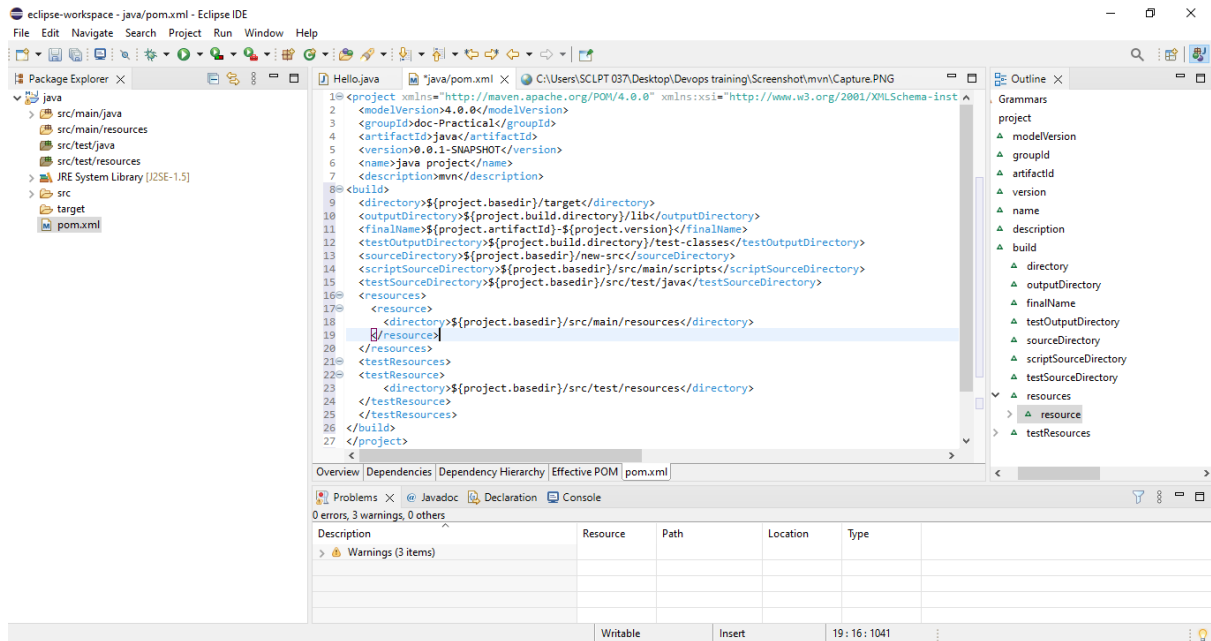 eclipse-workspace - java/pom.xml - Eclipse IDE
File Edit Navigate Search Project Run Window Help
Package Explorer
java
src/main/java
src/main/resources
src/test/java
src/test/resources
JRE System Library [J2SE-1.5]
src
target
pom.xml
Hello.java *java/pom.xml C:\Users\SCLPT 037\Desktop\Devops training\Screenshot\mvn\Capture.PNG
1 <project xmlns="http://maven.apache.org/POM/4.0.0" xmlns:xsi="http://www.w3.org/2001/XMLSchema-inst
2 <modelVersion>4.0.0</modelVersion>
3 <groupId>doc-Practical</groupId>
4 <artifactId>java</artifactId>
5 <version>0.0.1-SNAPSHOT</version>
6 <name>java project</name>
7 <description>mvn</description>
8 <build>
9 <directory>${project.basedir}/target</directory>
10 <outputDirectory>${project.build.directory}/lib</outputDirectory>
11 <finalName>${project.artifactId}-${project.version}</finalName>
12 <testOutputDirectory>${project.build.directory}/test-classes</testOutputDirectory>
13 <sourceDirectory>${project.basedir}/new-src</sourceDirectory>
14 <scriptSourceDirectory>${project.basedir}/src/main/scripts</scriptSourceDirectory>
15 <testSourceDirectory>${project.basedir}/src/test/java</testSourceDirectory>
16 <resources>
17 <resource>
18 <directory>${project.basedir}/src/main/resources</directory>
19 </resource>
20 </resources>
21 <testResources>
22 <testResource>
23 <directory>${project.basedir}/src/test/resources</directory>
24 </testResource>
25 </testResources>
26 </build>
27 </project>
Overview Dependencies Dependency Hierarchy Effective POM pom.xml
Outline
Grammars
project
modelVersion
groupId
artifactId
version
name
description
build
directory
outputDirectory
finalName
testOutputDirectory
sourceDirectory
scriptSourceDirectory
testSourceDirectory
resources
resource
testResources
Problems @ Javadoc Declaration Console
0 errors, 3 warnings, 0 others
Description Resource Path Location Type
Warnings (3 items)
Writable Insert 19 : 16 : 1041